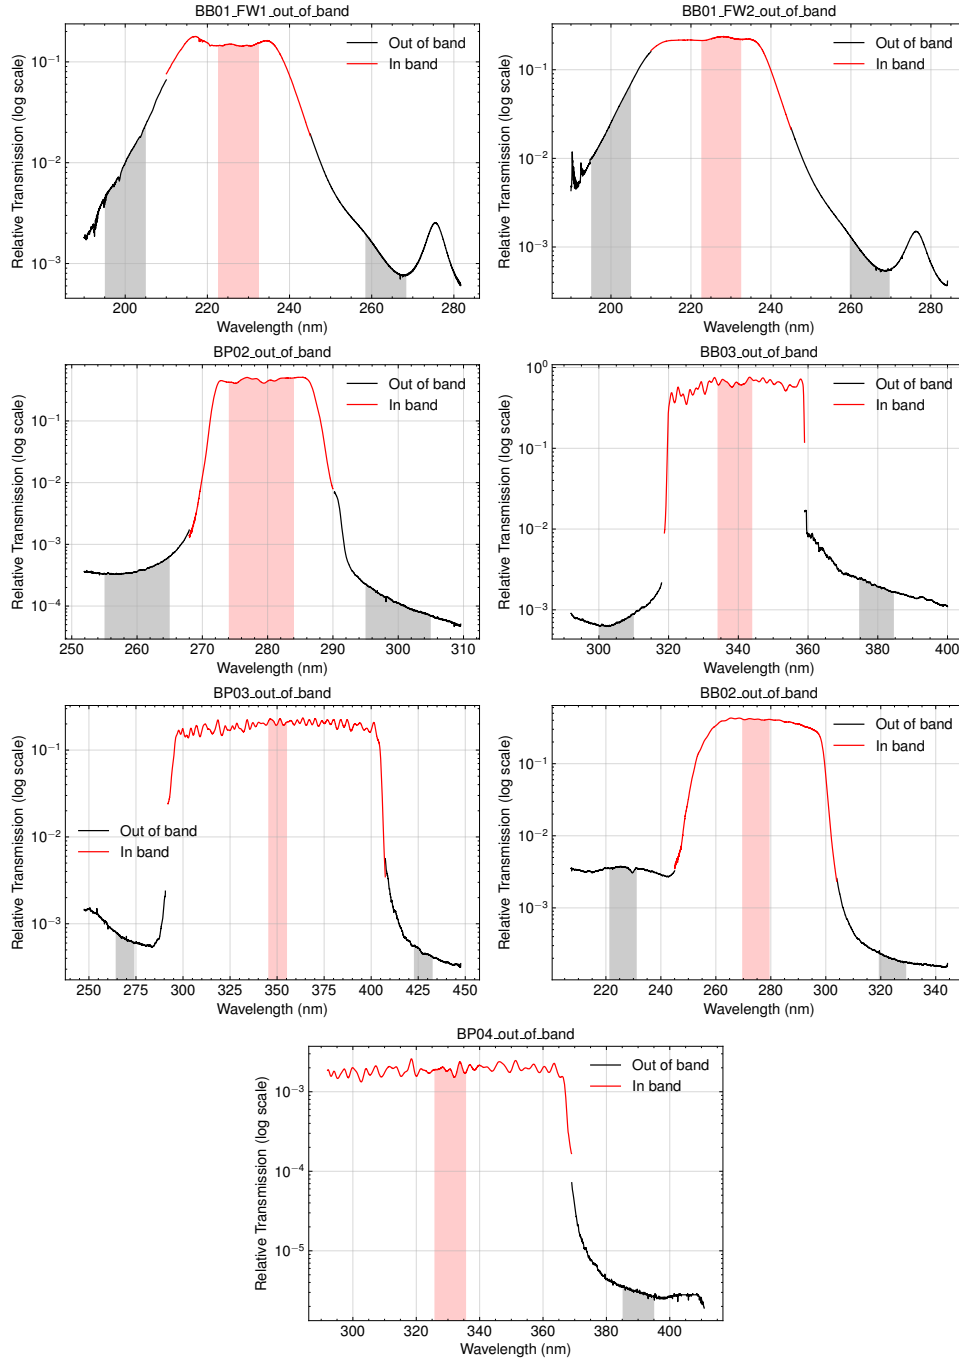 BB01_FW1_out_of_band
Relative Transmission (log scale)
10⁻¹
10⁻²
10⁻³
Out of band
In band
200 220 240 260 280
Wavelength (nm)
BB01_FW2_out_of_band
Relative Transmission (log scale)
10⁻¹
10⁻²
10⁻³
Out of band
In band
200 220 240 260 280
Wavelength (nm)
BP02_out_of_band
Relative Transmission (log scale)
10⁻¹
10⁻²
10⁻³
10⁻⁴
Out of band
In band
250 260 270 280 290 300 310
Wavelength (nm)
BB03_out_of_band
Relative Transmission (log scale)
10⁰
10⁻¹
10⁻²
10⁻³
Out of band
In band
300 320 340 360 380 400
Wavelength (nm)
BP03_out_of_band
Relative Transmission (log scale)
10⁻¹
10⁻²
10⁻³
Out of band
In band
250 275 300 325 350 375 400 425 450
Wavelength (nm)
BB02_out_of_band
Relative Transmission (log scale)
10⁻¹
10⁻²
10⁻³
Out of band
In band
220 240 260 280 300 320 340
Wavelength (nm)
BP04_out_of_band
Relative Transmission (log scale)
10⁻³
10⁻⁴
10⁻⁵
Out of band
In band
300 320 340 360 380 400
Wavelength (nm)